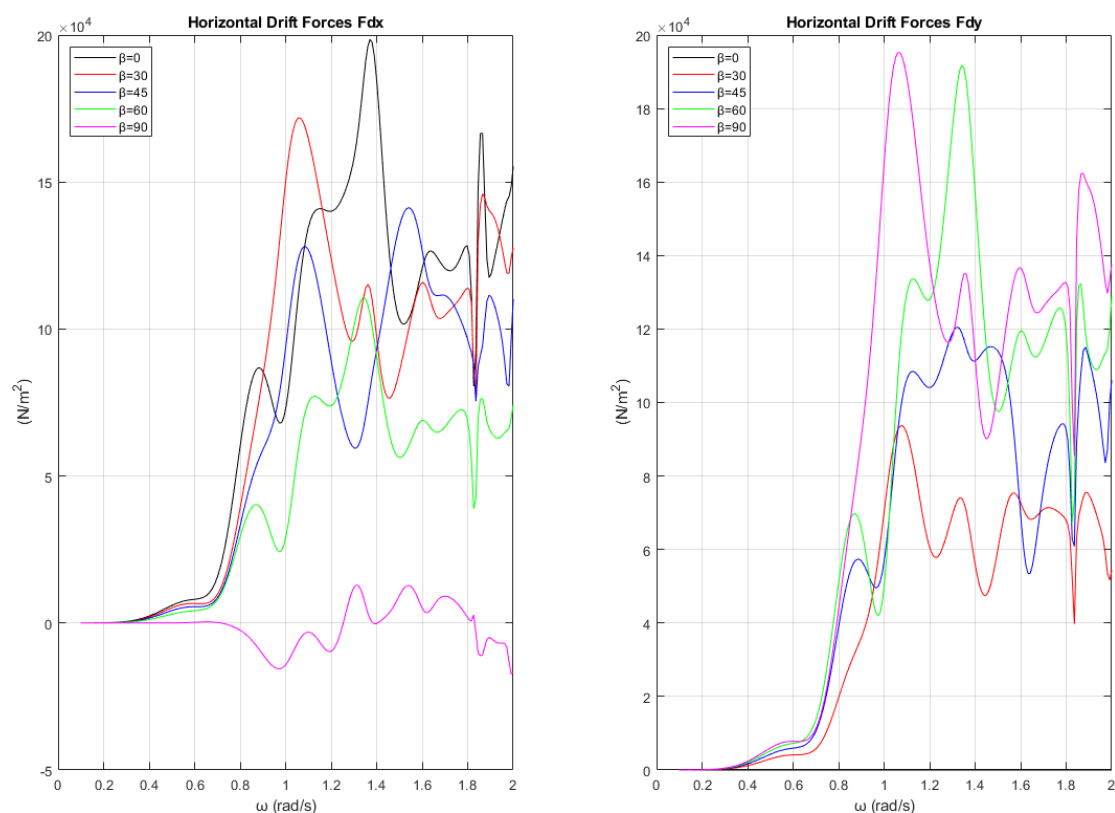 Horizontal Drift Forces Fdx
×10⁴
20
15
10
5
0
-5
(N/m²)
β=0
β=30
β=45
β=60
β=90
0 0.2 0.4 0.6 0.8 1 1.2 1.4 1.6 1.8 2
ω (rad/s)
Horizontal Drift Forces Fdy
×10⁴
20
18
16
14
12
10
8
6
4
2
0
(N/m²)
β=0
β=30
β=45
β=60
β=90
0 0.2 0.4 0.6 0.8 1 1.2 1.4 1.6 1.8 2
ω (rad/s)